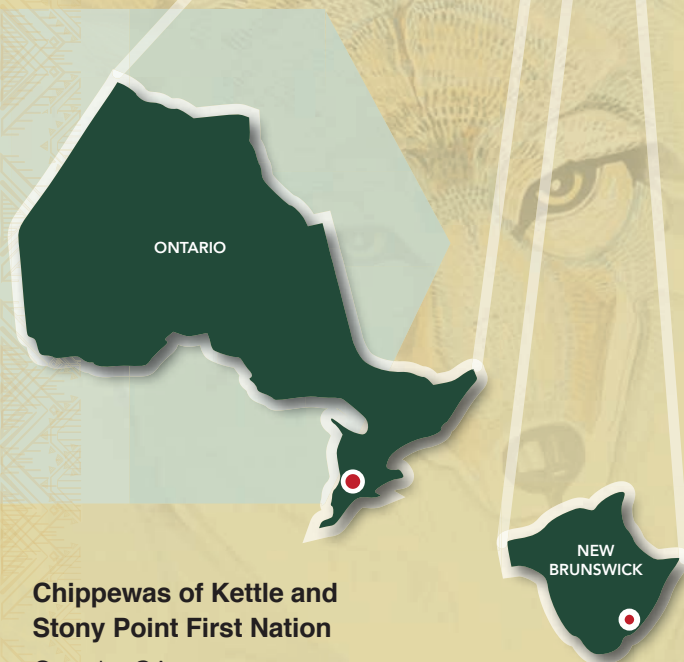 ONTARIO
NEW
BRUNSWICK
Chippewas of Kettle and
Stony Point First Nation